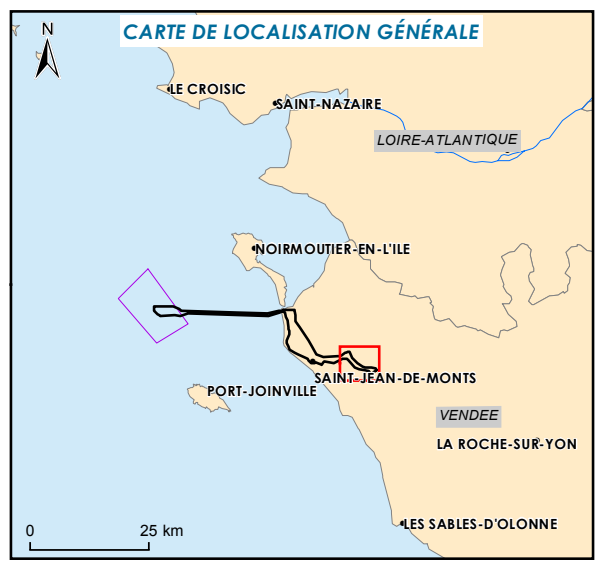 CARTE DE LOCALISATION GÉNÉRALE
N
LE CROISIC
SAINT-NAZAIRE
LOIRE-ATLANTIQUE
NOIRMOUTIER-EN-L'ILE
SAINT-JEAN-DE-MONTS
PORT-JOINVILLE
VENDEE
LA ROCHE-SUR-YON
LES SABLES-D'OLONNE
0 25 km